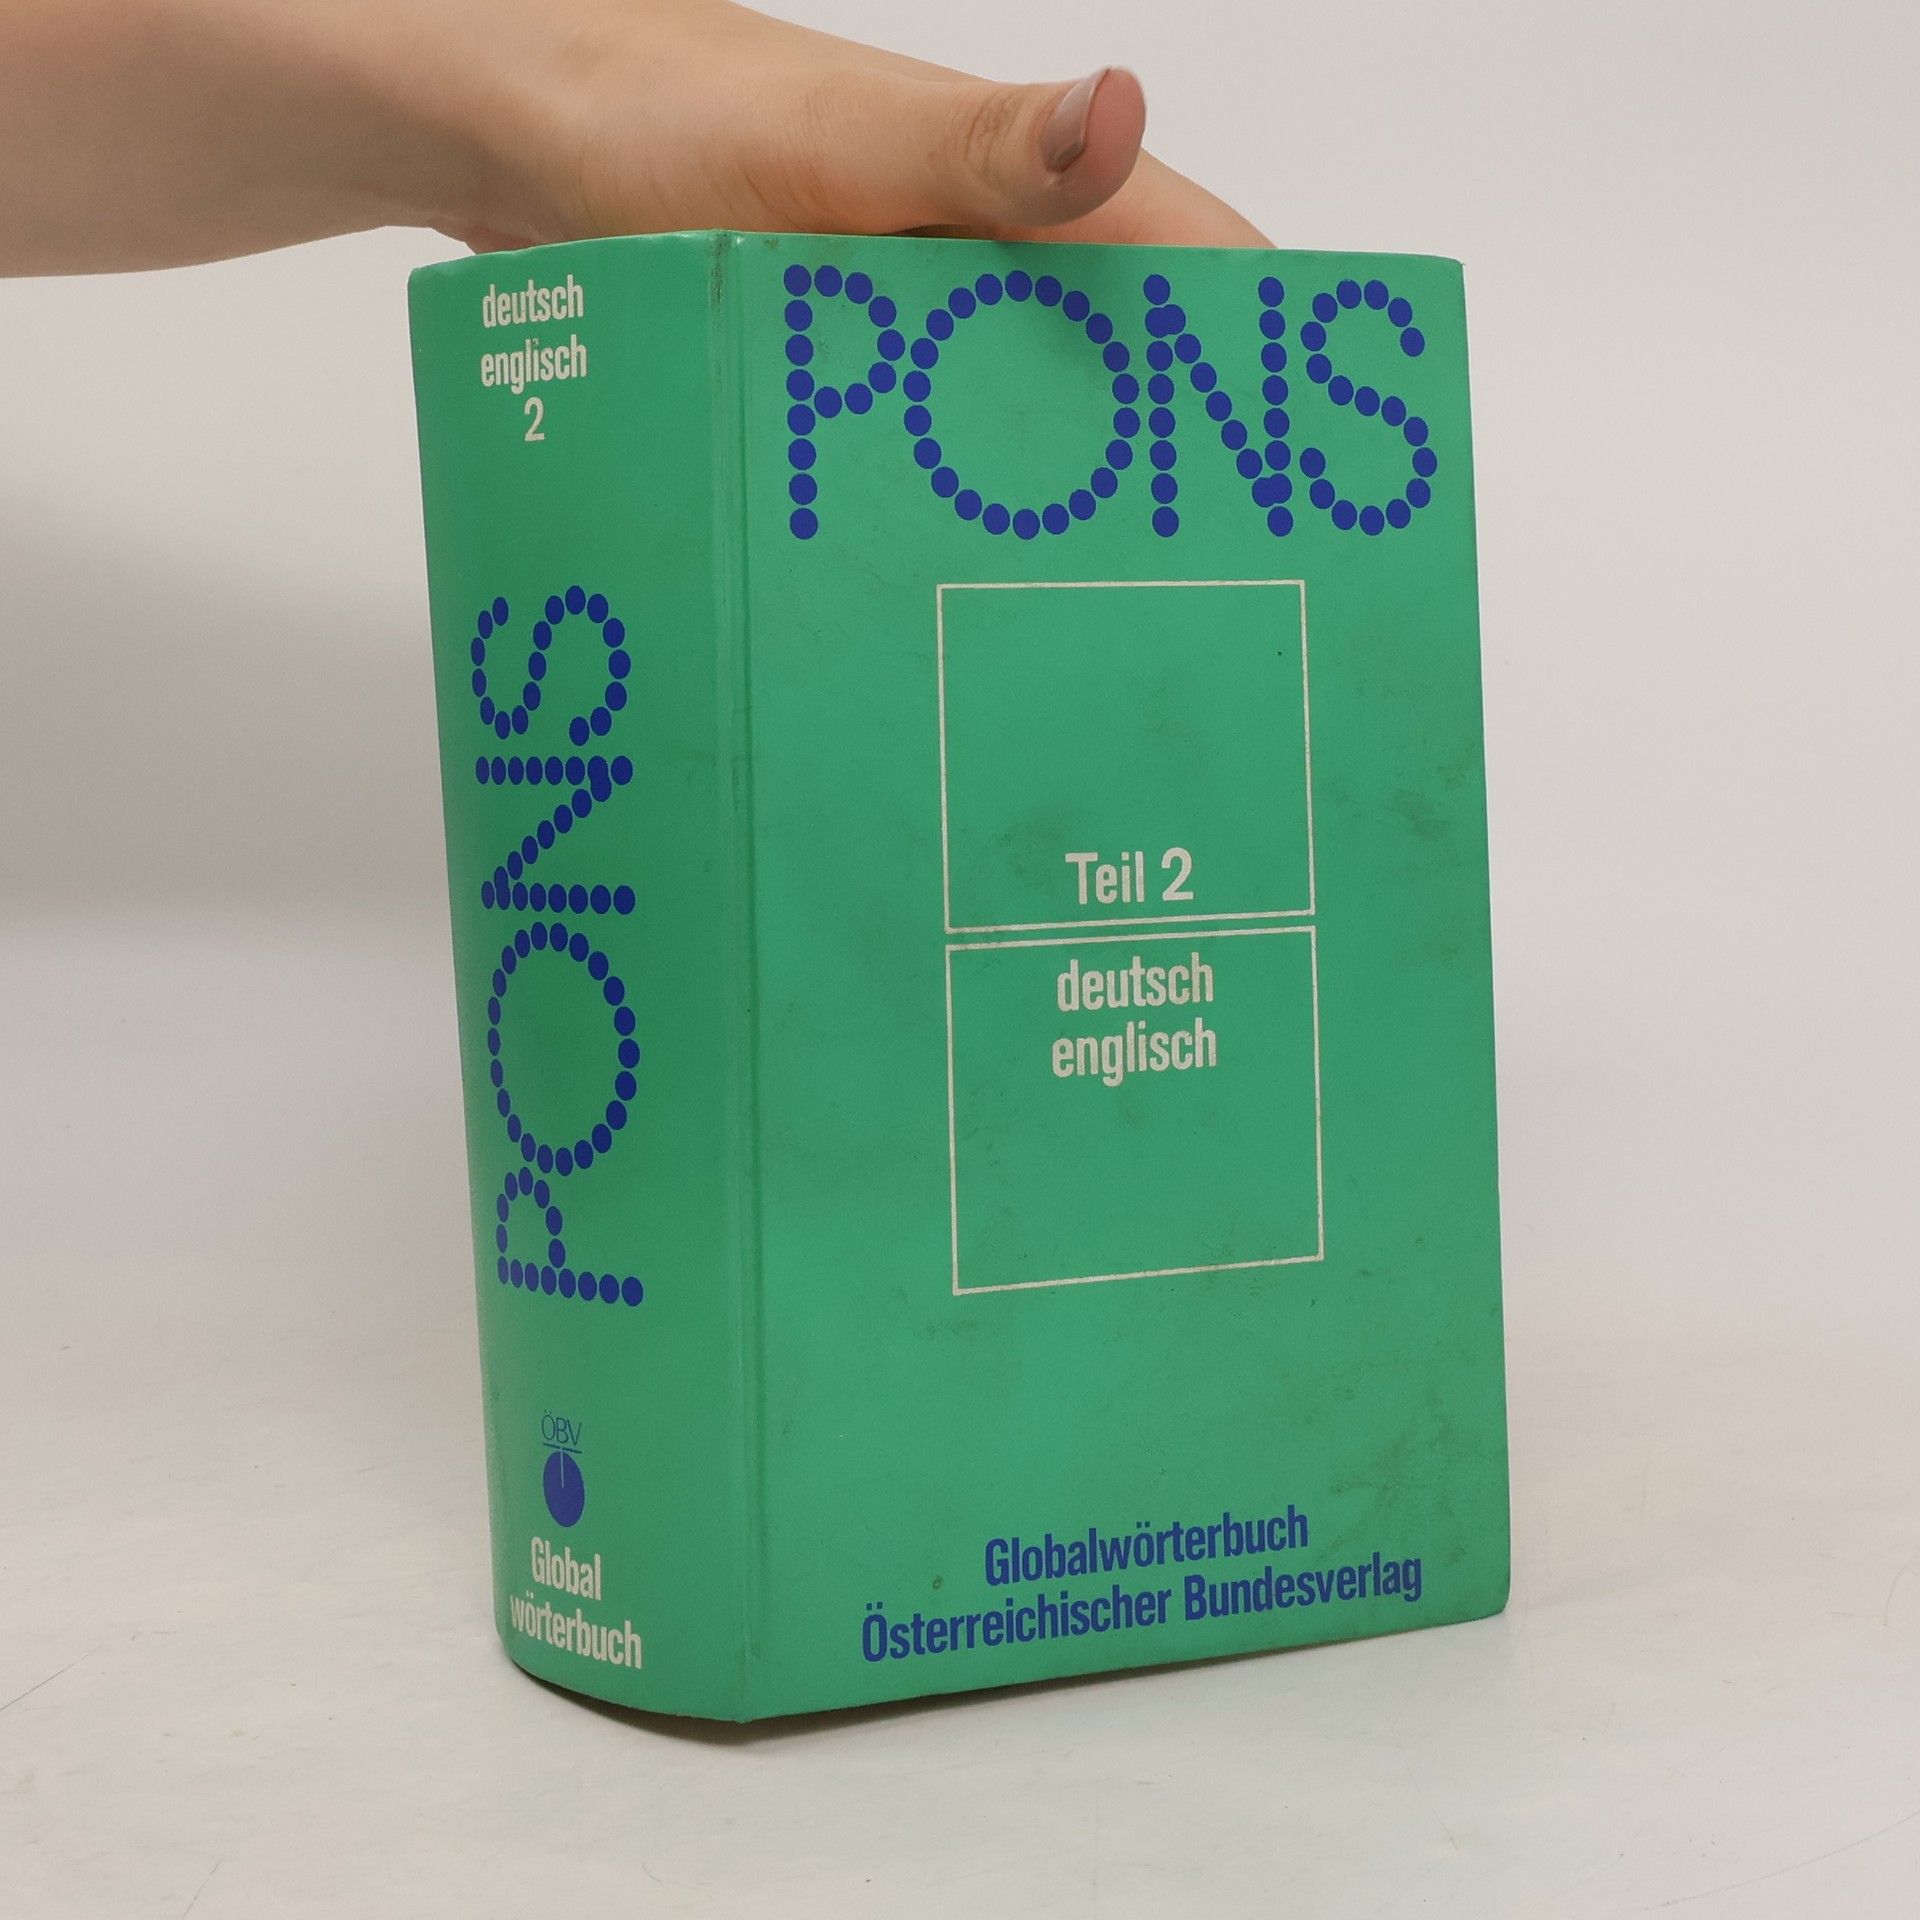 deutsch
englisch
2
PONS
ÖBV
Global
wörterbuch
PONS
Teil 2
deutsch
englisch
Globalwörterbuch
Österreichischer Bundesverlag